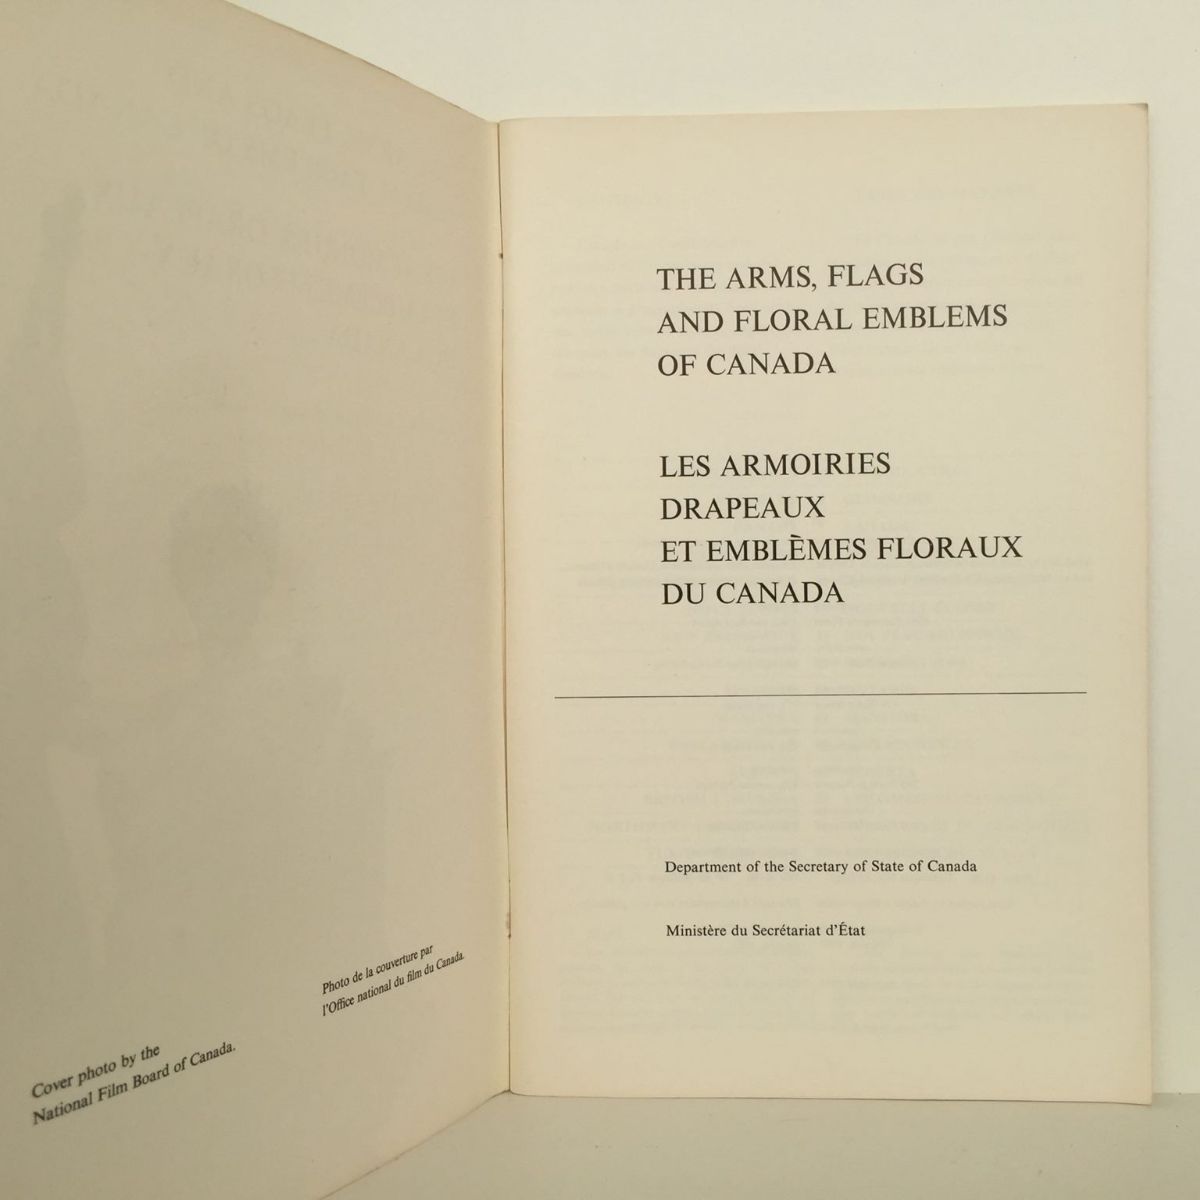 Cover photo by the
National Film Board of Canada.
Photo de la couverture par
l'Office national du film du Canada.
THE ARMS, FLAGS
AND FLORAL EMBLEMS
OF CANADA
LES ARMOIRIES
DRAPEAUX
ET EMBLÈMES FLORAUX
DU CANADA
Department of the Secretary of State of Canada
Ministère du Secrétariat d'État